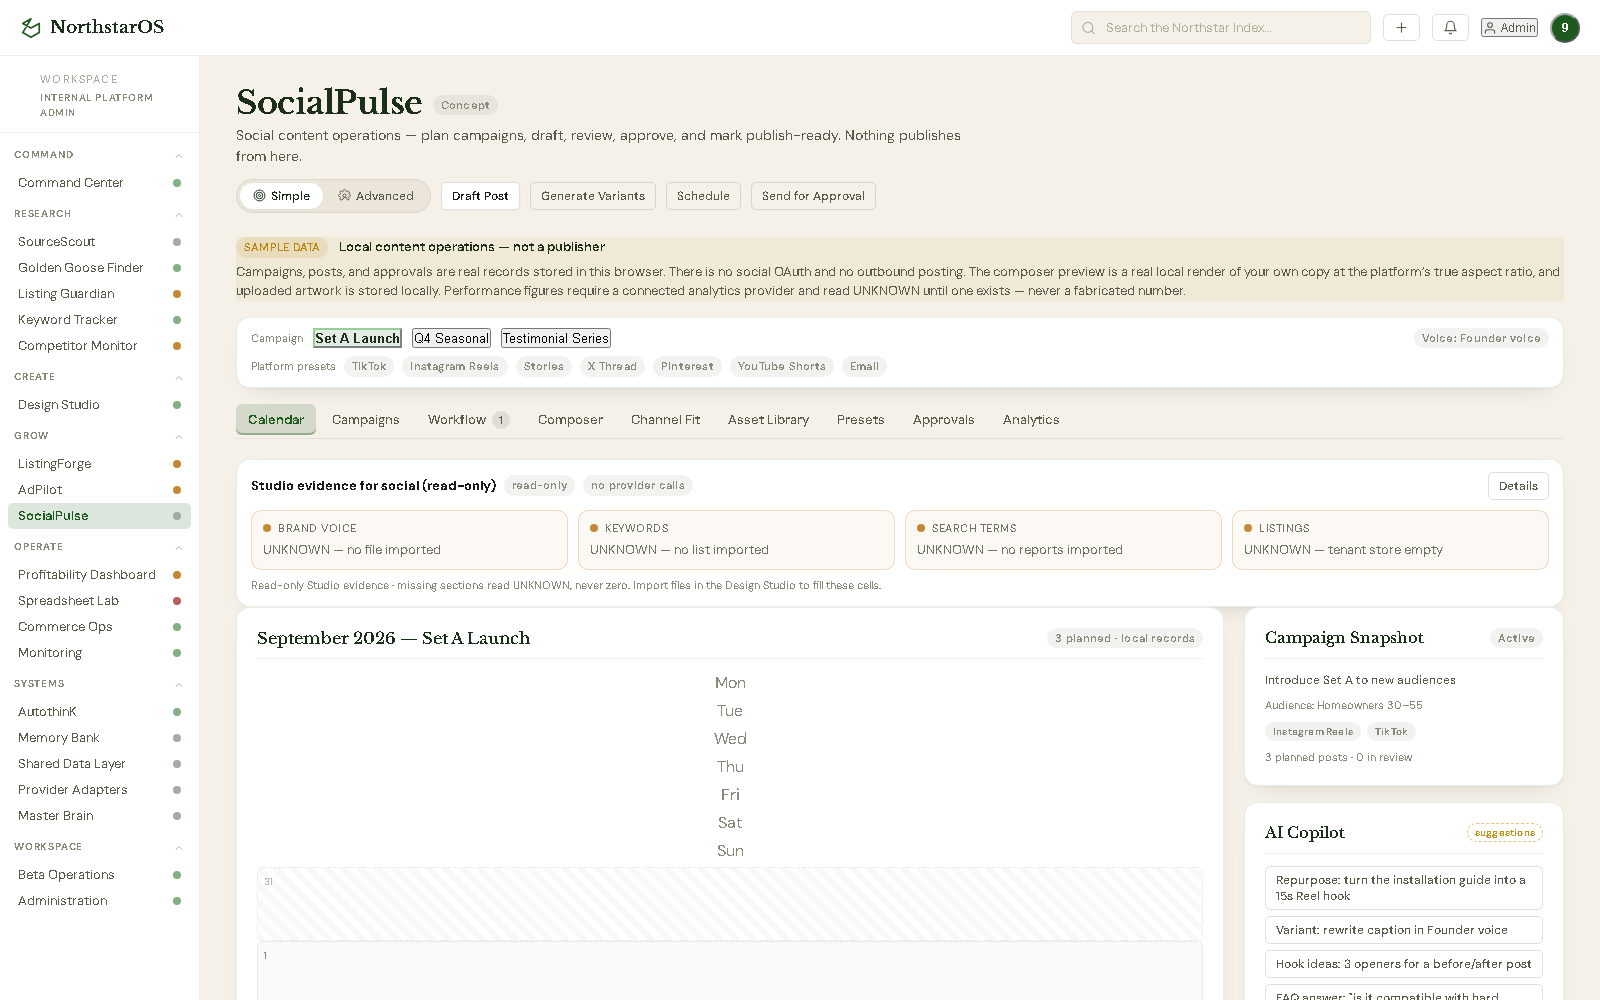 NorthstarOS
Search the Northstar Index...
Admin
9
WORKSPACE
INTERNAL PLATFORM
ADMIN
COMMAND
Command Center
RESEARCH
SourceScout
Golden Goose Finder
Listing Guardian
Keyword Tracker
Competitor Monitor
CREATE
Design Studio
GROW
ListingForge
AdPilot
SocialPulse
OPERATE
Profitability Dashboard
Spreadsheet Lab
Commerce Ops
Monitoring
SYSTEMS
AutothinK
Memory Bank
Shared Data Layer
Provider Adapters
Master Brain
WORKSPACE
Beta Operations
Administration
SocialPulse Concept
Social content operations — plan campaigns, draft, review, approve, and mark publish-ready. Nothing publishes
from here.
Simple Advanced Draft Post Generate Variants Schedule Send for Approval
SAMPLE DATA Local content operations — not a publisher
Campaigns, posts, and approvals are real records stored in this browser. There is no social OAuth and no outbound posting. The composer preview is a real local render of your own copy at the platform's true aspect ratio, and
uploaded artwork is stored locally. Performance figures require a connected analytics provider and read UNKNOWN until one exists — never a fabricated number.
Campaign Set A Launch Q4 Seasonal Testimonial Series Voice: Founder voice
Platform presets TikTok Instagram Reels Stories X Thread Pinterest YouTube Shorts Email
Calendar Campaigns Workflow 1 Composer Channel Fit Asset Library Presets Approvals Analytics
Studio evidence for social (read-only) read-only no provider calls Details
BRAND VOICE
UNKNOWN — no file imported
KEYWORDS
UNKNOWN — no list imported
SEARCH TERMS
UNKNOWN — no reports imported
LISTINGS
UNKNOWN — tenant store empty
Read-only Studio evidence · missing sections read UNKNOWN, never zero. Import files in the Design Studio to fill these cells.
September 2026 — Set A Launch 3 planned · local records
Mon
Tue
Wed
Thu
Fri
Sat
Sun
31
1
Campaign Snapshot Active
Introduce Set A to new audiences
Audience: Homeowners 30–55
Instagram Reels TikTok
3 planned posts · 0 in review
AI Copilot suggestions
Repurpose: turn the installation guide into a
15s Reel hook
Variant: rewrite caption in Founder voice
Hook ideas: 3 openers for a before/after post
FAQ answer: "is it compatible with hard